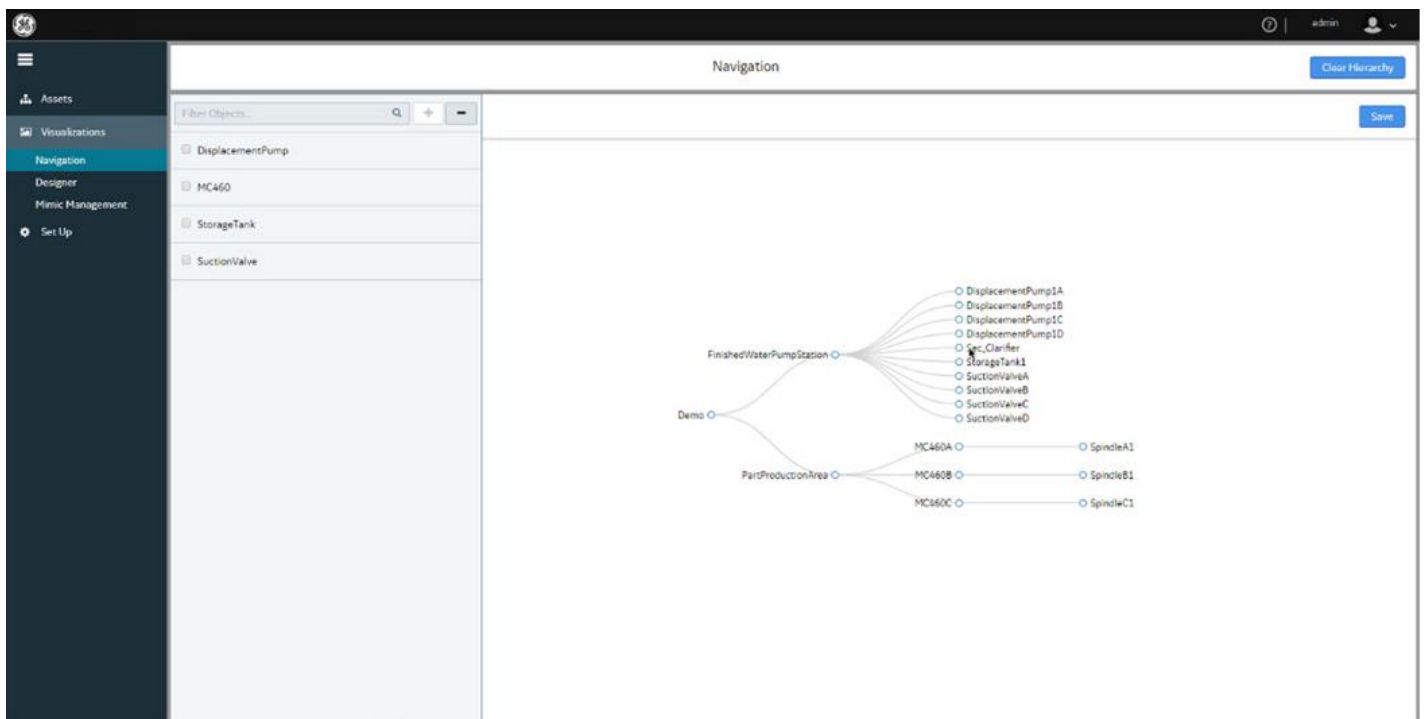 admin
Navigation
Clear Hierarchy
Assets
Visualizations
Navigation
Designer
Mimic Management
Set Up
Filter Objects...
DisplacementPump
MC460
StorageTank
SuctionValve
Save
DisplacementPump1A
DisplacementPump1B
DisplacementPump1C
DisplacementPump1D
Sec_Clarifier
FinishedWaterPumpStation
StorageTank1
SuctionValveA
SuctionValveB
SuctionValveC
SuctionValveD
Demo
MC460A SpindleA1
PartProductionArea MC460B SpindleB1
MC460C SpindleC1